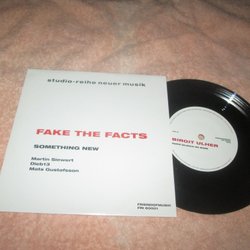 studio-reihe neuer musik
FAKE THE FACTS
SOMETHING NEW
Martin Siewert
Dieb13
Mats Gustafsson
BIRGIT ULHER